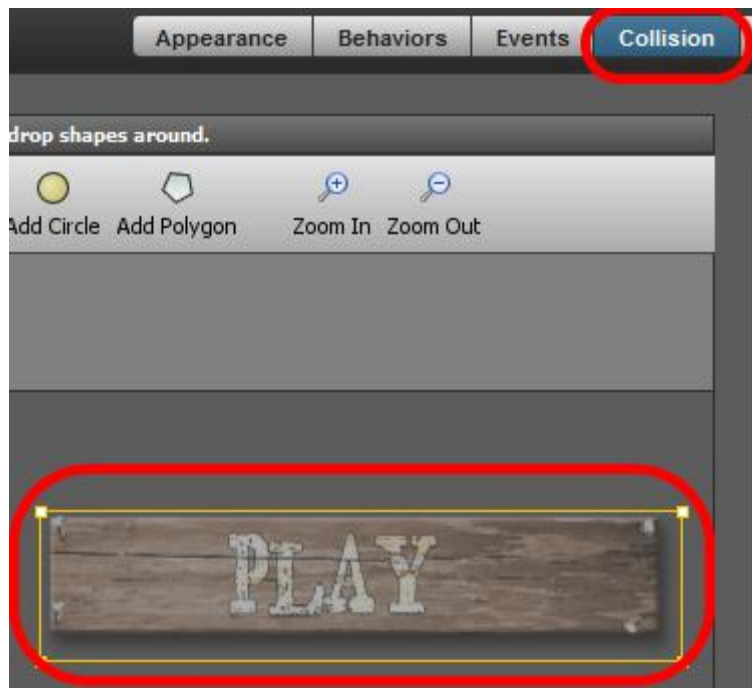 Appearance Behaviors Events Collision
drop shapes around.
Add Circle Add Polygon Zoom In Zoom Out
PLAY